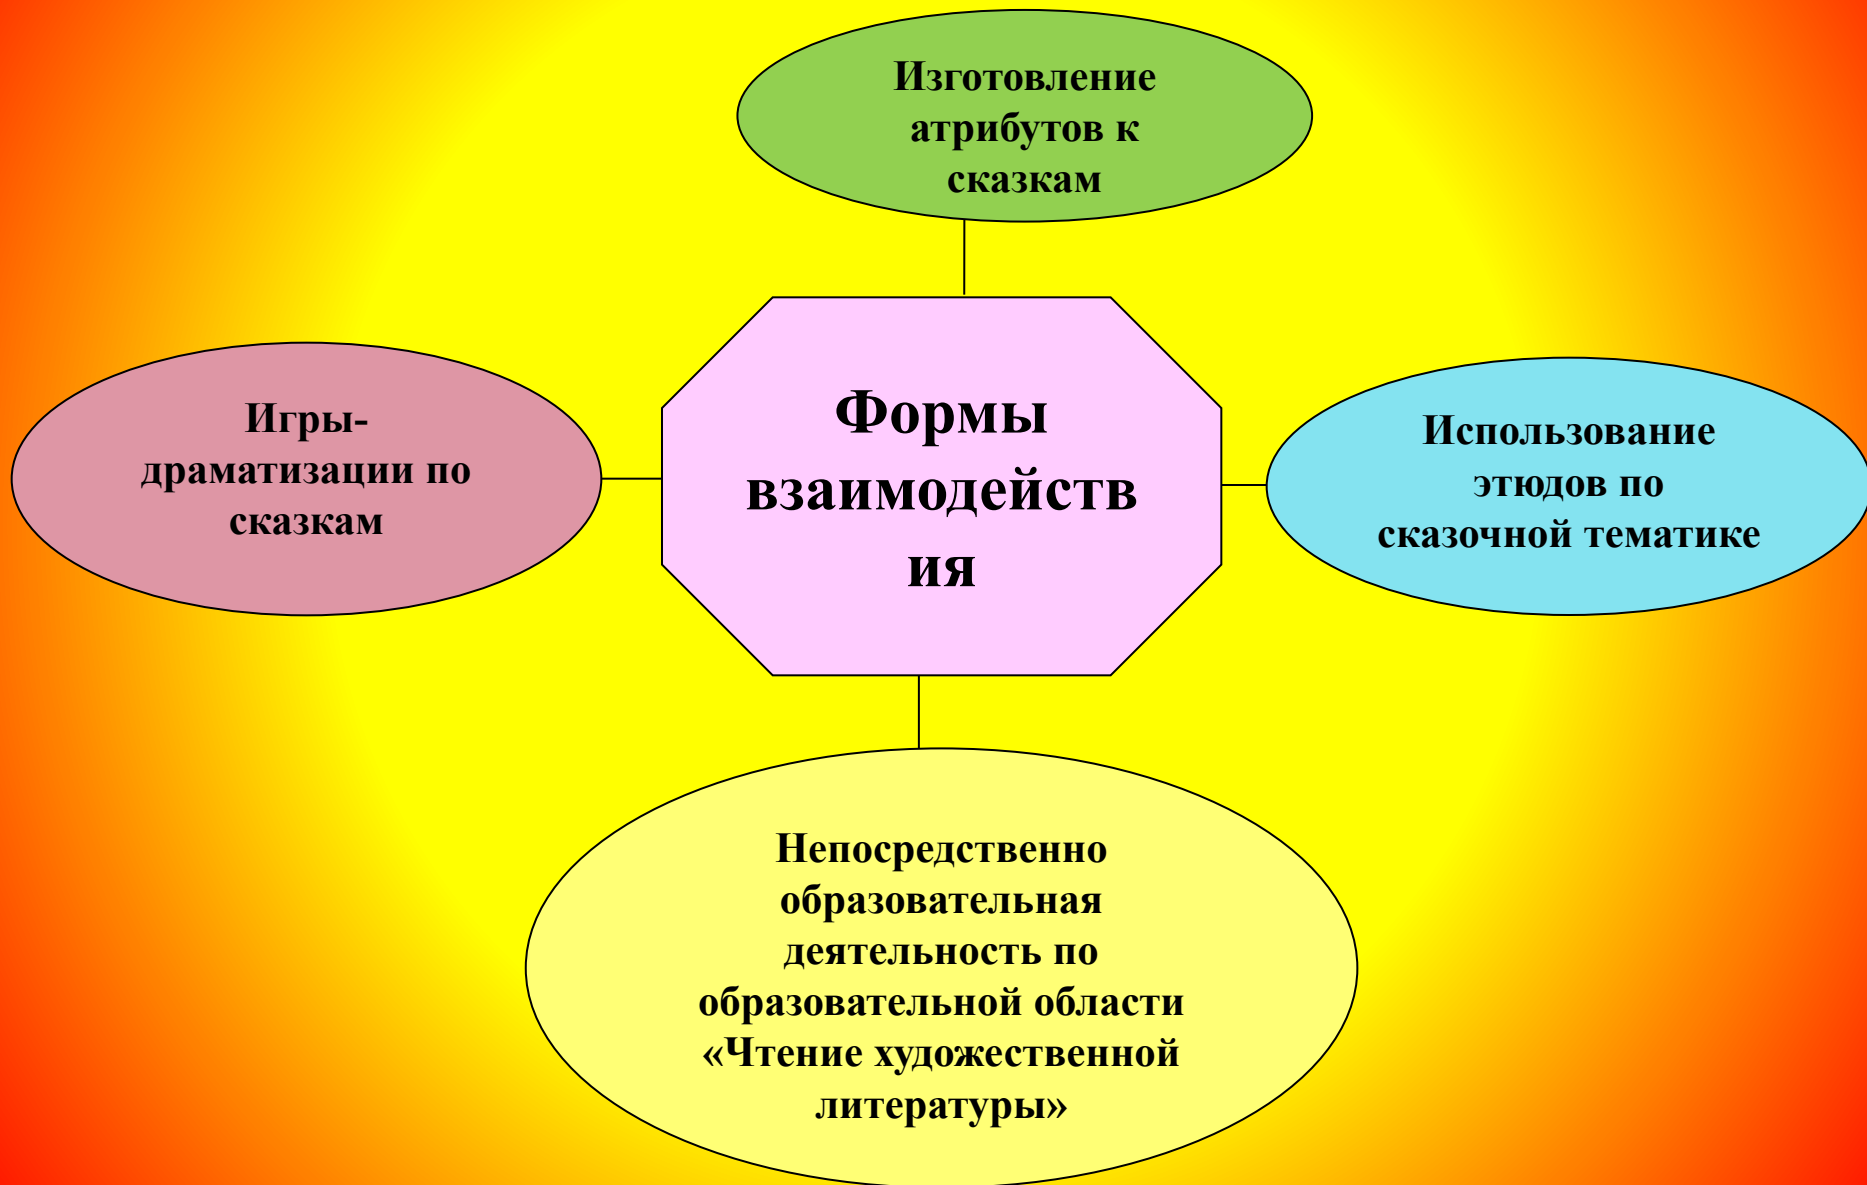 Изготовление
атрибутов к
сказкам
Игры-
драматизации по
сказкам
Формы
взаимодейств
ия
Использование
этюдов по
сказочной тематике
Непосредственно
образовательная
деятельность по
образовательной области
«Чтение художественной
литературы»